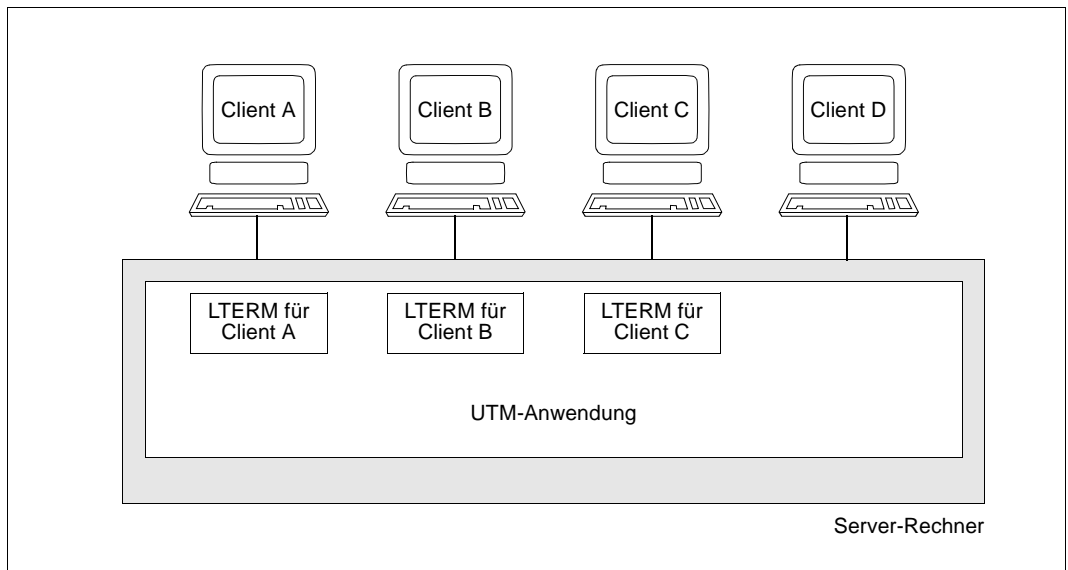 Client A
Client B
Client C
Client D
LTERM für
Client A
LTERM für
Client B
LTERM für
Client C
UTM-Anwendung
Server-Rechner